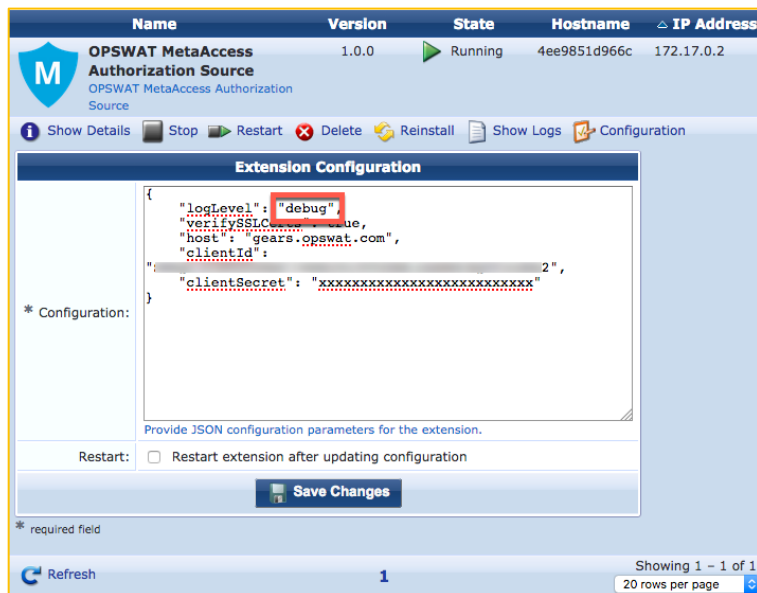 Name Version State Hostname △ IP Address
OPSWAT MetaAccess Authorization Source 1.0.0 Running 4ee9851d966c 172.17.0.2
M
OPSWAT MetaAccess Authorization
Source
Show Details Stop Restart Delete Reinstall Show Logs Configuration
Extension Configuration
* Configuration:
{
"logLevel": "debug",
"verifySSLCerts": true,
"host": "gears.opswat.com",
"clientId":
2",
"clientSecret": "xxxxxxxxxxxxxxxxxxxxxxxxxx"
}
Provide JSON configuration parameters for the extension.
Restart: Restart extension after updating configuration
Save Changes
* required field
Refresh 1 Showing 1 – 1 of 1
20 rows per page